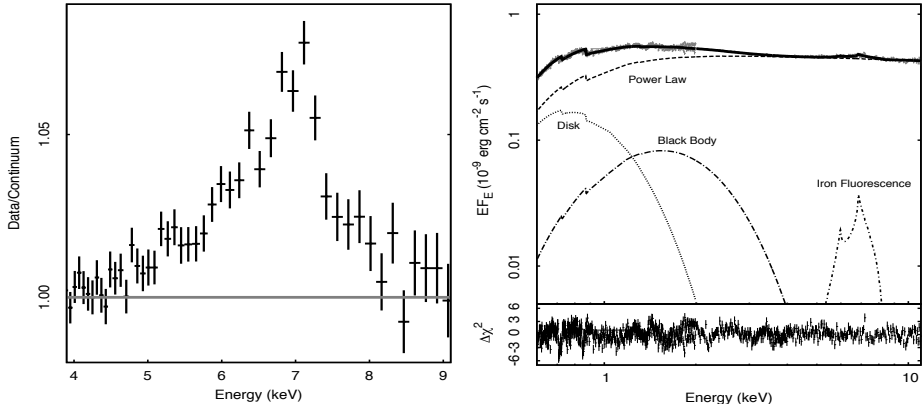 Data/Continuum
1.05
1.00
4 5 6 7 8 9
Energy (keV)
EF_E (10^-9 erg cm^-2 s^-1)
1
0.1
0.01
Power Law
Disk
Black Body
Iron Fluorescence
Δχ^2
-6 -3 0 3 6
1 10
Energy (keV)